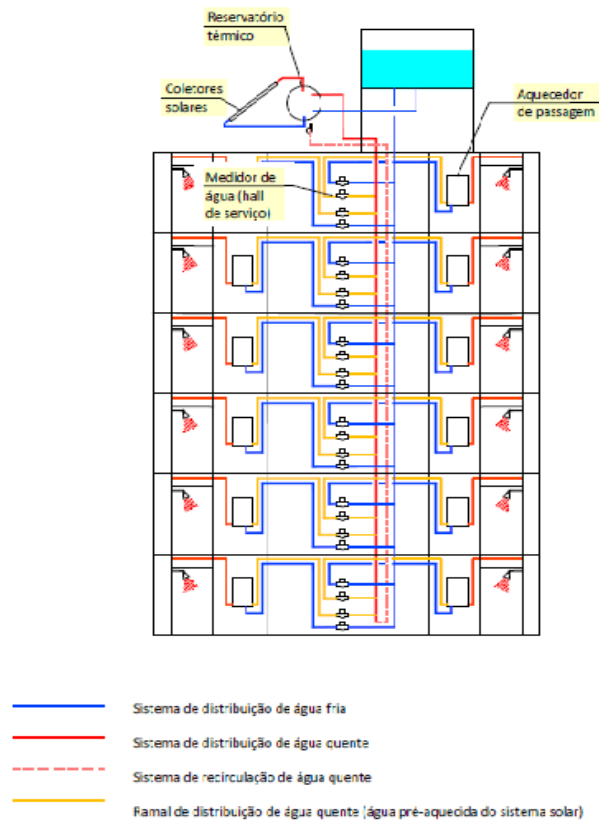 Reservatório
térmico
Coletores
solares
Aquecedor
de passagem
Medidor de
água (hall
de serviço)
Sistema de distribuição de água fria
Sistema de distribuição de água quente
Sistema de recirculação de água quente
Ramal de distribuição de água quente (água pré-aquecida do sistema solar)